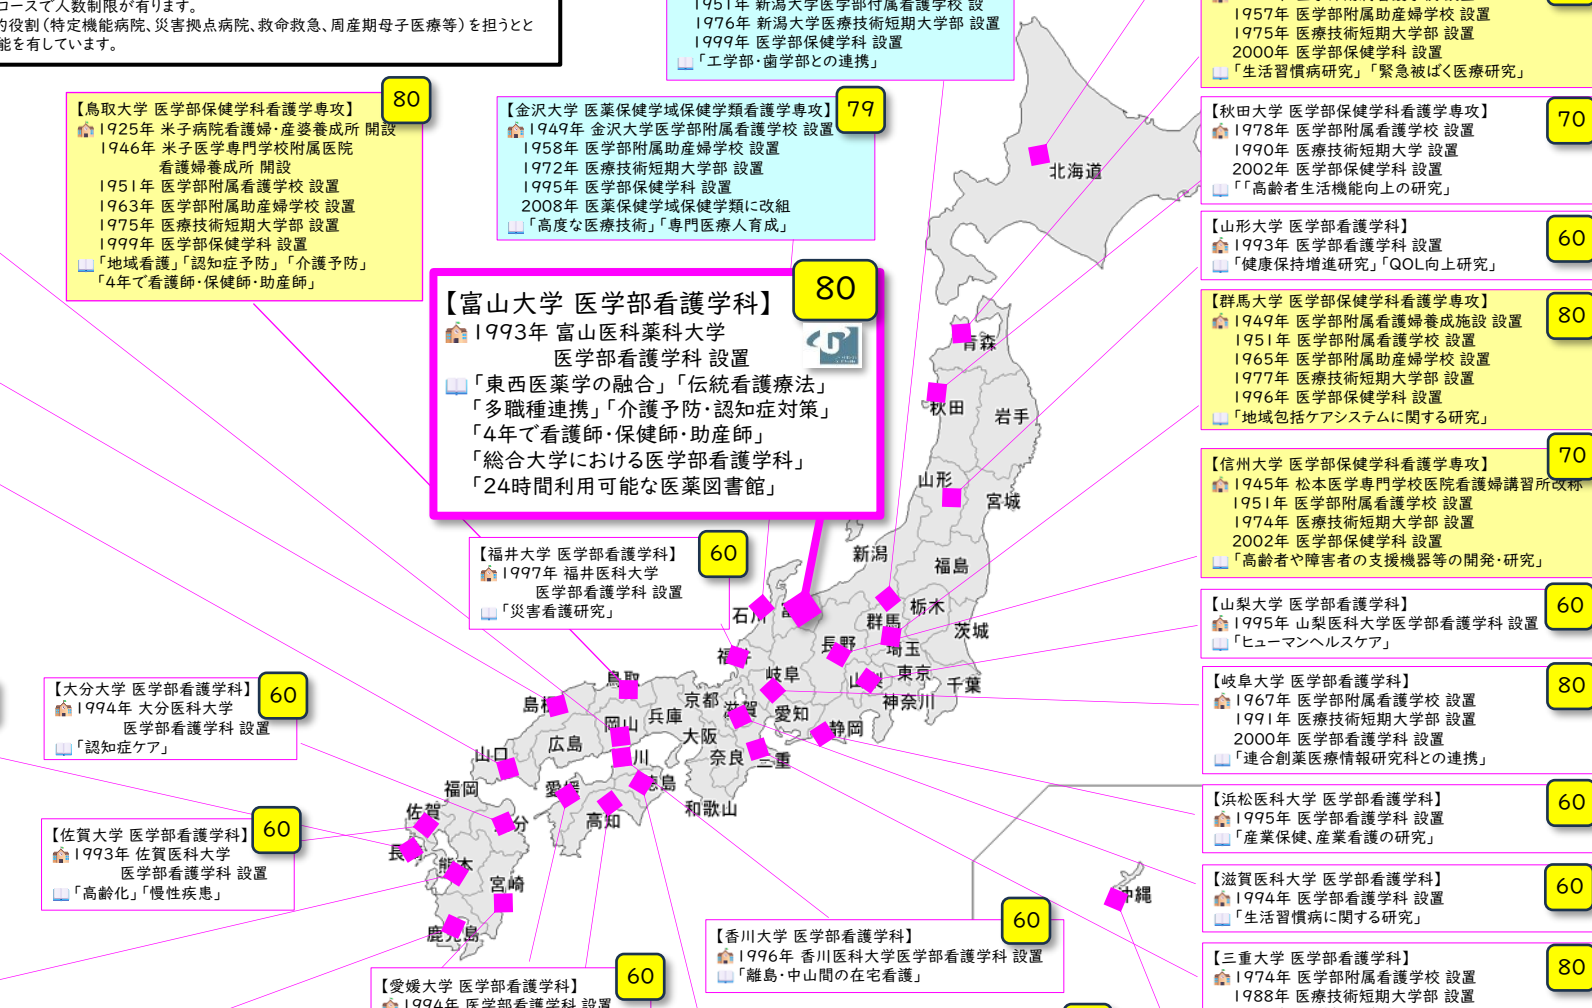 コースで人数制限が有ります。
的役割(特定機能病院、災害拠点病院、救命救急、周産期母子医療等)を担うとと
能を有しています。
1951年 新潟大学医学部付属看護学校 設
1976年 新潟大学医療技術短期大学部 設置
1999年 医学部保健学科 設置
「工学部・歯学部との連携」
1957年 医学部附属助産婦学校 設置
1975年 医療技術短期大学部 設置
2000年 医学部保健学科 設置
「生活習慣病研究」「緊急被ばく医療研究」
【鳥取大学 医学部保健学科看護学専攻】
80
1925年 米子病院看護婦・産婆養成所 開設
1946年 米子医学専門学校附属医院
看護婦養成所 開設
1951年 医学部附属看護学校 設置
1963年 医学部附属助産婦学校 設置
1975年 医療技術短期大学部 設置
1999年 医学部保健学科 設置
「地域看護」「認知症予防」「介護予防」
「4年で看護師・保健師・助産師」
【金沢大学 医薬保健学域保健学類看護学専攻】
79
1949年 金沢大学医学部附属看護学校 設置
1958年 医学部附属助産婦学校 設置
1972年 医療技術短期大学部 設置
1995年 医学部保健学科 設置
2008年 医薬保健学域保健学類に改組
「高度な医療技術」「専門医療人育成」
【秋田大学 医学部保健学科看護学専攻】
70
1978年 医学部附属看護学校 設置
1990年 医療技術短期大学 設置
2002年 医学部保健学科 設置
「「高齢者生活機能向上の研究」
【山形大学 医学部看護学科】
60
1993年 医学部看護学科 設置
「健康保持増進研究」「QOL向上研究」
【富山大学 医学部看護学科】
80
1993年 富山医科薬科大学
医学部看護学科 設置
「東西医薬学の融合」「伝統看護療法」
「多職種連携」「介護予防・認知症対策」
「4年で看護師・保健師・助産師」
「総合大学における医学部看護学科」
「24時間利用可能な医薬図書館」
【群馬大学 医学部保健学科看護学専攻】
80
1949年 医学部附属看護婦養成施設 設置
1951年 医学部附属看護学校 設置
1965年 医学部附属助産婦学校 設置
1977年 医療技術短期大学部 設置
1996年 医学部保健学科 設置
「地域包括ケアシステムに関する研究」
【信州大学 医学部保健学科看護学専攻】
70
1945年 松本医学専門学校医院看護婦講習所改称
1951年 医学部附属看護学校 設置
1974年 医療技術短期大学部 設置
2002年 医学部保健学科 設置
「高齢者や障害者の支援機器等の開発・研究」
【福井大学 医学部看護学科】
60
1997年 福井医科大学
医学部看護学科 設置
「災害看護研究」
【山梨大学 医学部看護学科】
60
1995年 山梨医科大学医学部看護学科 設置
「ヒューマンヘルスケア」
【岐阜大学 医学部看護学科】
80
1967年 医学部附属看護学校 設置
1991年 医療技術短期大学部 設置
2000年 医学部看護学科 設置
「連合創薬医療情報研究科との連携」
【大分大学 医学部看護学科】
60
1994年 大分医科大学
医学部看護学科 設置
「認知症ケア」
【浜松医科大学 医学部看護学科】
60
1995年 医学部看護学科 設置
「産業保健、産業看護の研究」
【佐賀大学 医学部看護学科】
60
1993年 佐賀医科大学
医学部看護学科 設置
「高齢化」「慢性疾患」
【滋賀医科大学 医学部看護学科】
60
1994年 医学部看護学科 設置
「生活習慣病に関する研究」
【香川大学 医学部看護学科】
60
1996年 香川医科大学医学部看護学科 設置
「離島・中山間の在宅看護」
【三重大学 医学部看護学科】
80
1974年 医学部附属看護学校 設置
1988年 医療技術短期大学部 設置
【愛媛大学 医学部看護学科】
60
1994年 医学部看護学科 設置
北海道
青森
秋田
岩手
山形
宮城
新潟
福島
栃木
群馬
茨城
石川
長野
埼玉
福井
岐阜
山梨
東京
千葉
神奈川
鳥取
島根
京都
滋賀
愛知
静岡
岡山
兵庫
広島
大阪
奈良
三重
山口
川
徳島
和歌山
愛媛
高知
福岡
佐賀
分
長
熊本
宮崎
鹿児島
沖縄